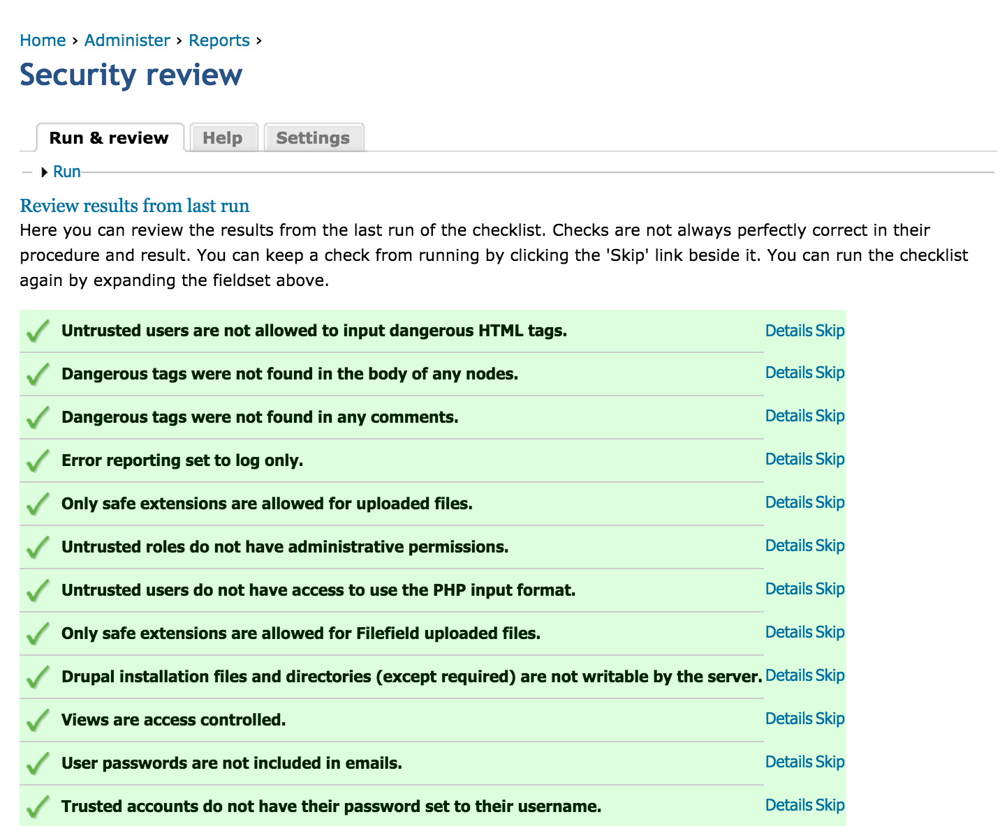 Home › Administer › Reports ›
Security review
Run & review Help Settings
Run
Review results from last run
Here you can review the results from the last run of the checklist. Checks are not always perfectly correct in their
procedure and result. You can keep a check from running by clicking the 'Skip' link beside it. You can run the checklist
again by expanding the fieldset above.
Untrusted users are not allowed to input dangerous HTML tags. Details Skip
Dangerous tags were not found in the body of any nodes. Details Skip
Dangerous tags were not found in any comments. Details Skip
Error reporting set to log only. Details Skip
Only safe extensions are allowed for uploaded files. Details Skip
Untrusted roles do not have administrative permissions. Details Skip
Untrusted users do not have access to use the PHP input format. Details Skip
Only safe extensions are allowed for Filefield uploaded files. Details Skip
Drupal installation files and directories (except required) are not writable by the server. Details Skip
Views are access controlled. Details Skip
User passwords are not included in emails. Details Skip
Trusted accounts do not have their password set to their username. Details Skip